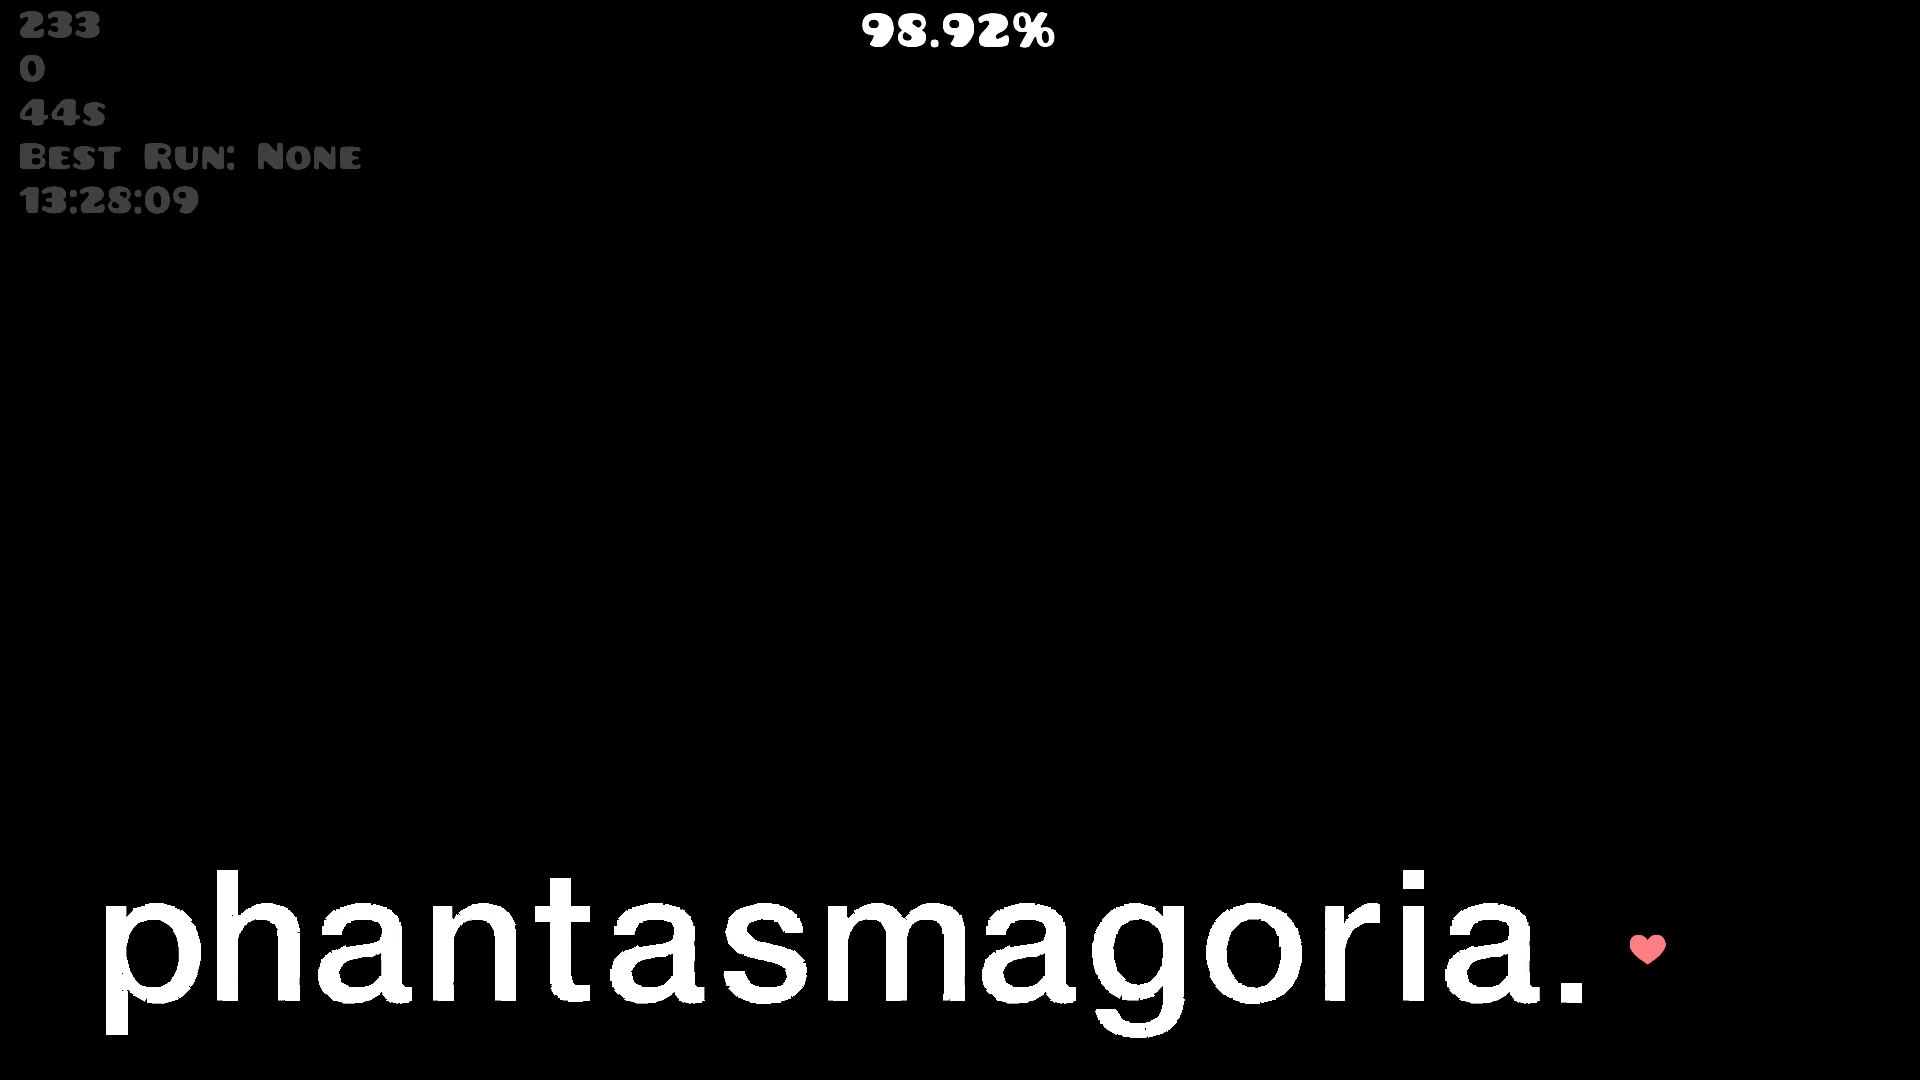 233
98.92%
0
44s
Best Run: None
13:28:09
phantasmagoria.